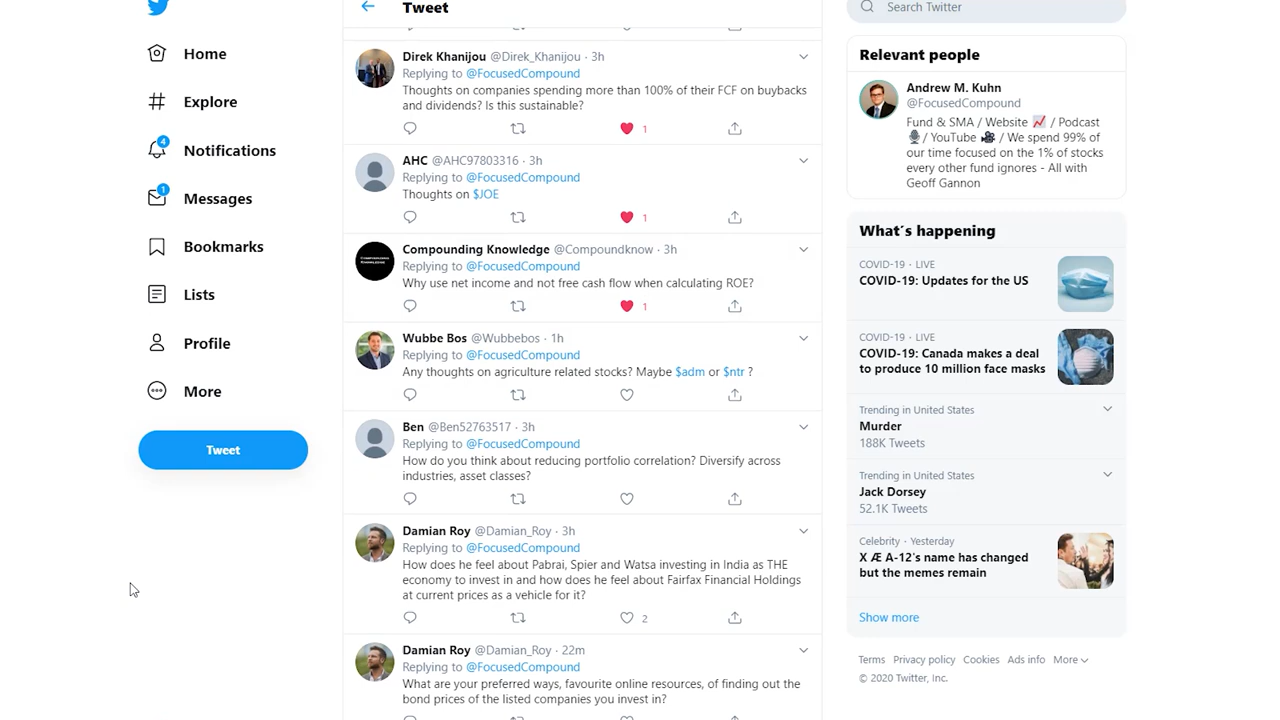 Home
Explore
4
Notifications
1
Messages
Bookmarks
Lists
Profile
More
Tweet
Tweet
Direk Khanijou @Direk_Khanijou · 3h
Replying to @FocusedCompound
Thoughts on companies spending more than 100% of their FCF on buybacks
and dividends? Is this sustainable?
1
AHC @AHC97803316 · 3h
Replying to @FocusedCompound
Thoughts on $JOE
1
COMPOUNDING
KNOWLEDGE
Compounding Knowledge @Compoundknow · 3h
Replying to @FocusedCompound
Why use net income and not free cash flow when calculating ROE?
1
Wubbe Bos @Wubbebos · 1h
Replying to @FocusedCompound
Any thoughts on agriculture related stocks? Maybe $adm or $ntr ?
Ben @Ben52763517 · 3h
Replying to @FocusedCompound
How do you think about reducing portfolio correlation? Diversify across
industries, asset classes?
Damian Roy @Damian_Roy · 3h
Replying to @FocusedCompound
How does he feel about Pabrai, Spier and Watsa investing in India as THE
economy to invest in and how does he feel about Fairfax Financial Holdings
at current prices as a vehicle for it?
2
Damian Roy @Damian_Roy · 22m
Replying to @FocusedCompound
What are your preferred ways, favourite online resources, of finding out the
bond prices of the listed companies you invest in?
Search Twitter
Relevant people
Andrew M. Kuhn
@FocusedCompound
Fund & SMA / Website 📈 / Podcast
🎙/ YouTube 🎥 / We spend 99% of
our time focused on the 1% of stocks
every other fund ignores - All with
Geoff Gannon
What's happening
COVID-19 · LIVE
COVID-19: Updates for the US
COVID-19 · LIVE
COVID-19: Canada makes a deal
to produce 10 million face masks
Trending in United States
Murder
188K Tweets
Trending in United States
Jack Dorsey
52.1K Tweets
Celebrity · Yesterday
X Æ A-12's name has changed
but the memes remain
Show more
Terms Privacy policy Cookies Ads info More
© 2020 Twitter, Inc.